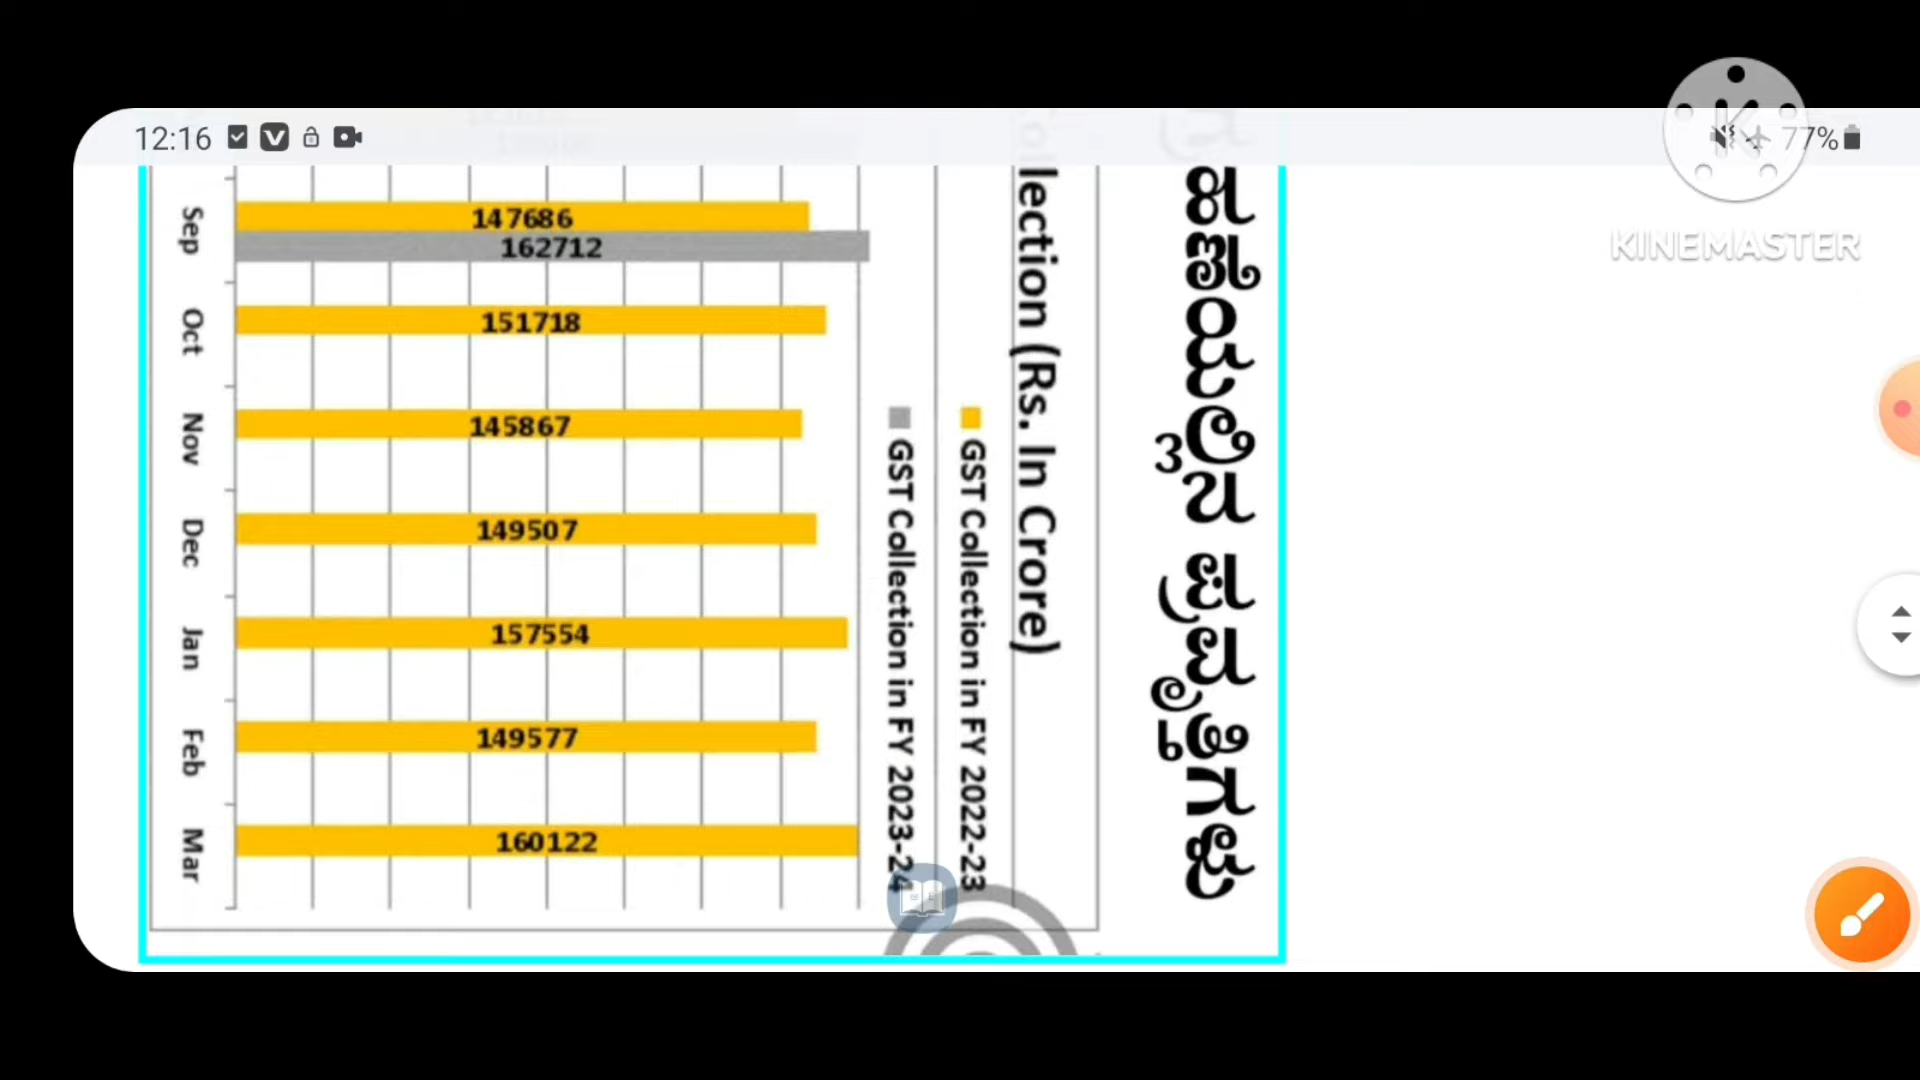 12:16
77%
KINEMASTER
ollection (Rs. In Crore)
GST Collection in FY 2022-23
GST Collection in FY 2023-24
Sep
147686
162712
Oct
151718
Nov
145867
Dec
149507
Jan
157554
Feb
149577
Mar
160122